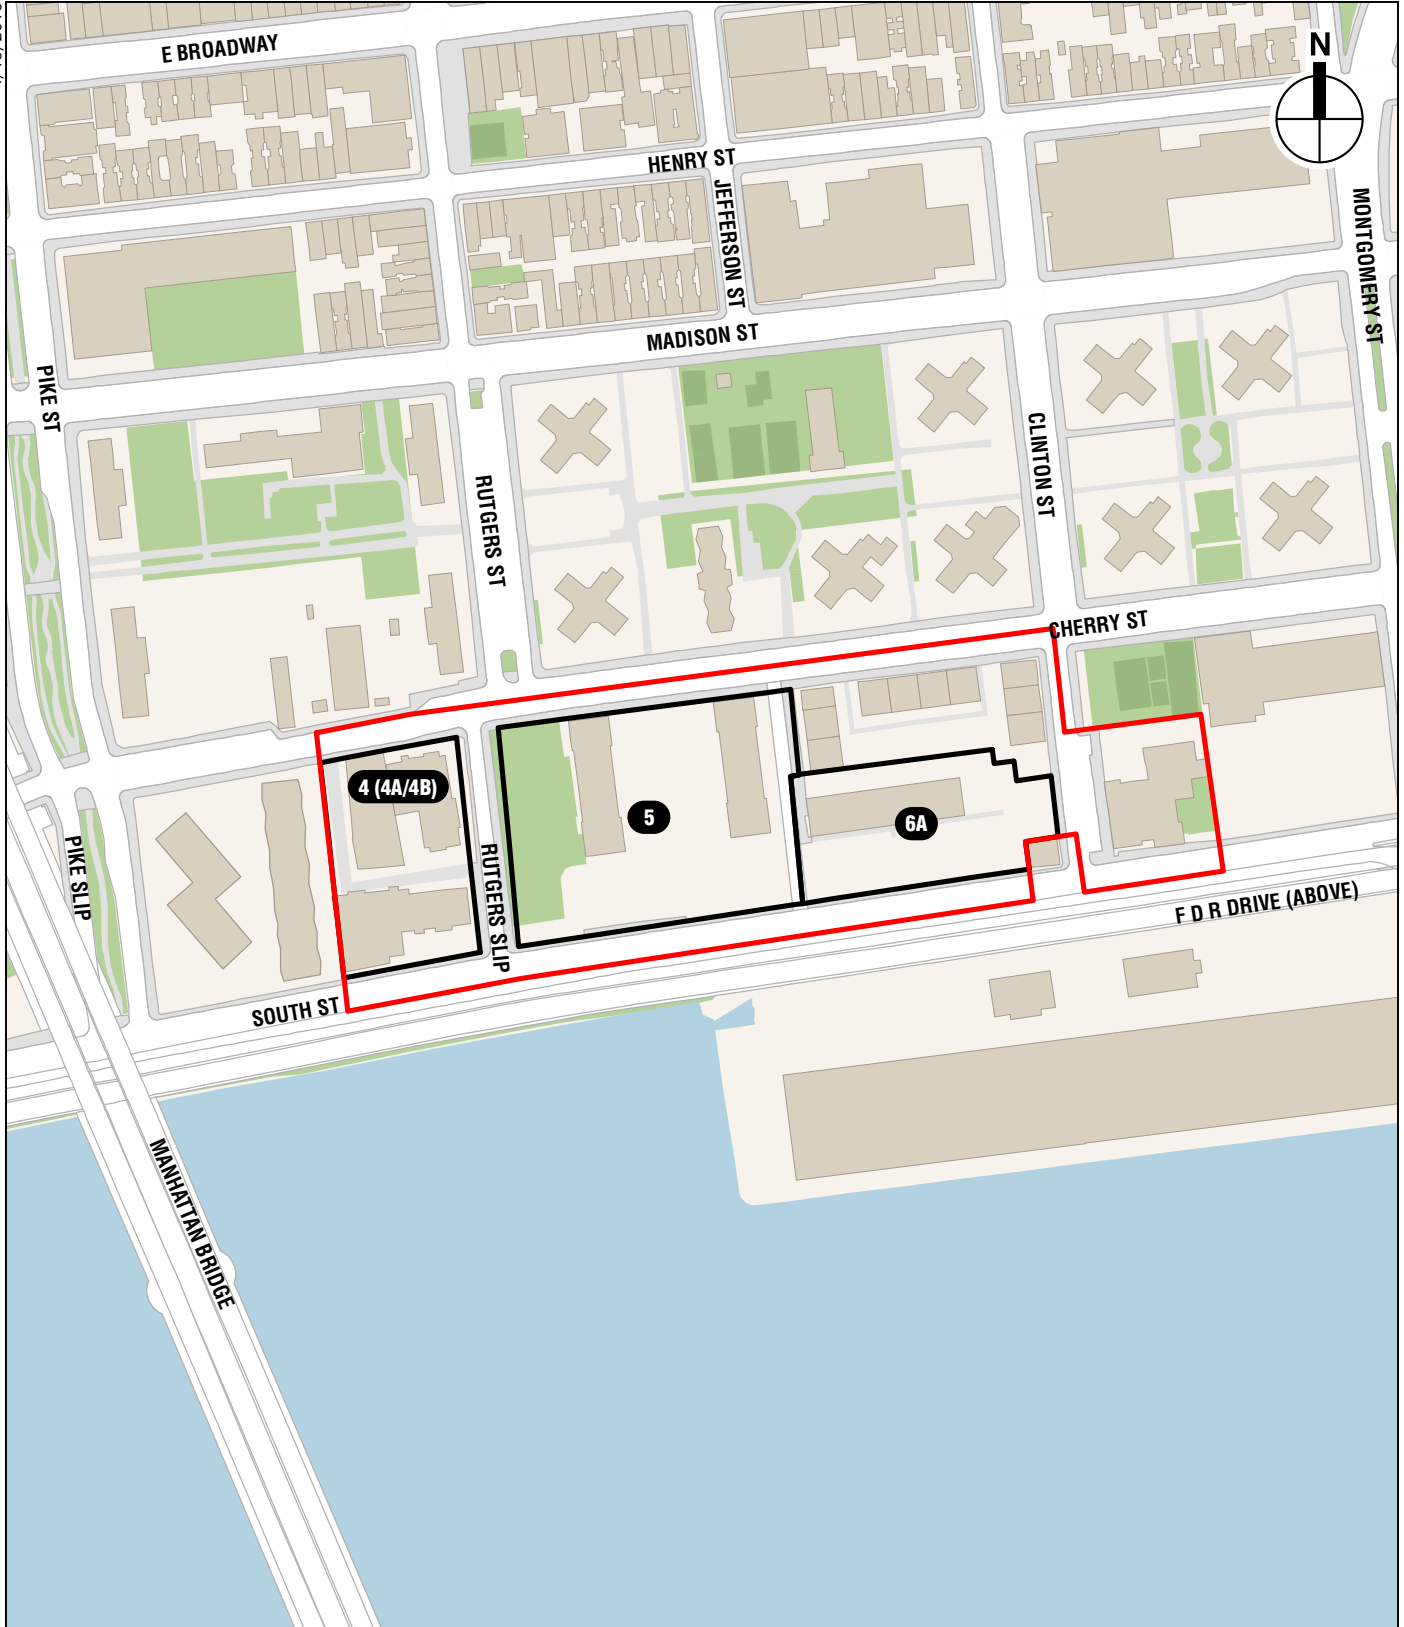 E BROADWAY
N
HENRY ST
JEFFERSON ST
MONTGOMERY ST
MADISON ST
PIKE ST
CLINTON ST
RUTGERS ST
CHERRY ST
4 (4A/4B)
5
6A
PIKE SLIP
RUTGERS SLIP
F D R DRIVE (ABOVE)
SOUTH ST
MANHATTAN BRIDGE